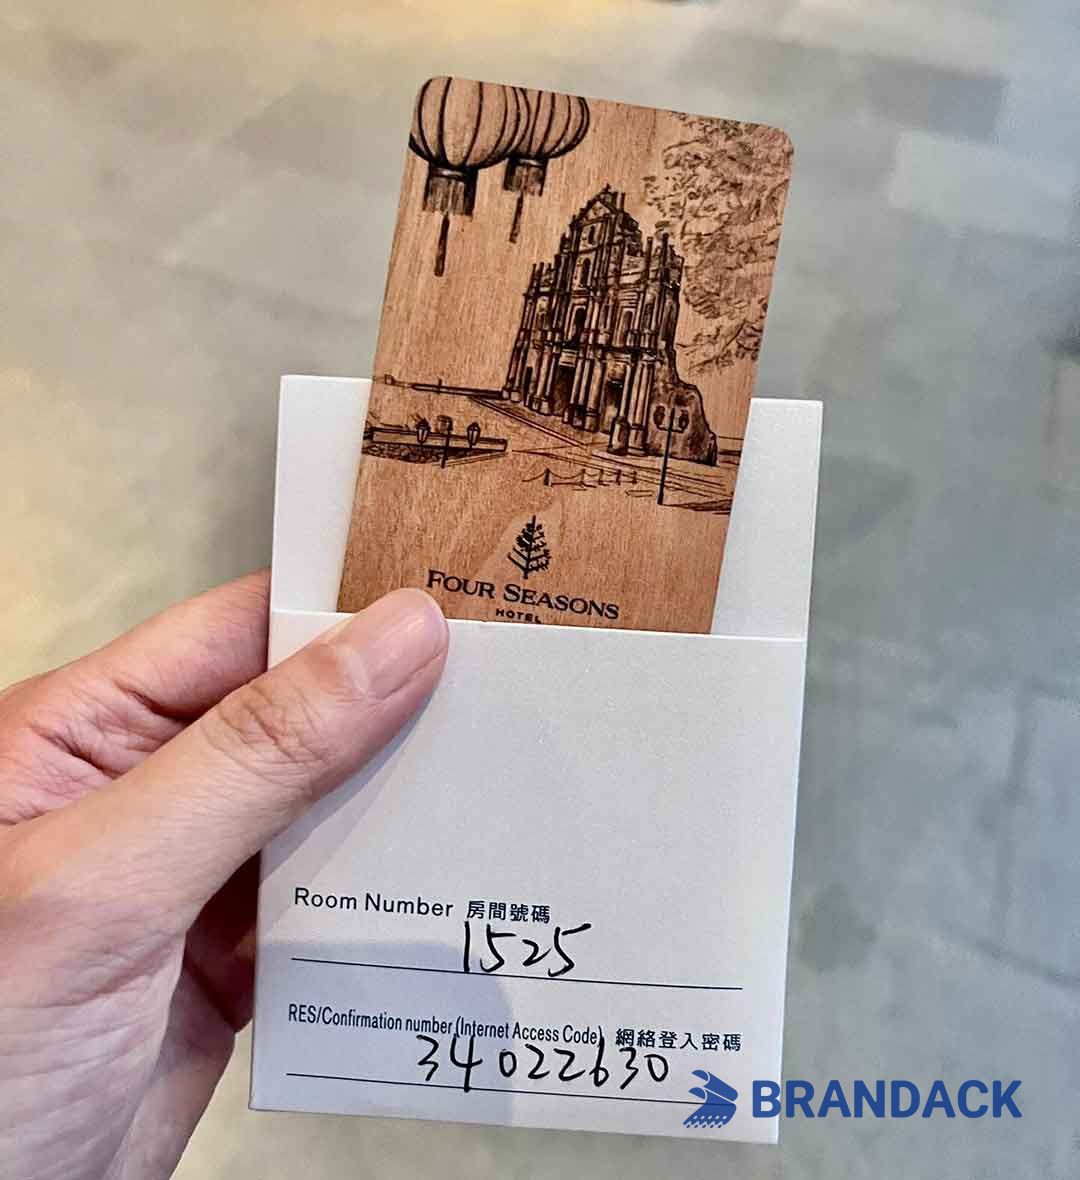 FOUR SEASONS
HOTEL
Room Number 房間號碼
1525
RES/Confirmation number (Internet Access Code) 網絡登入密碼
34022630
BRANDACK